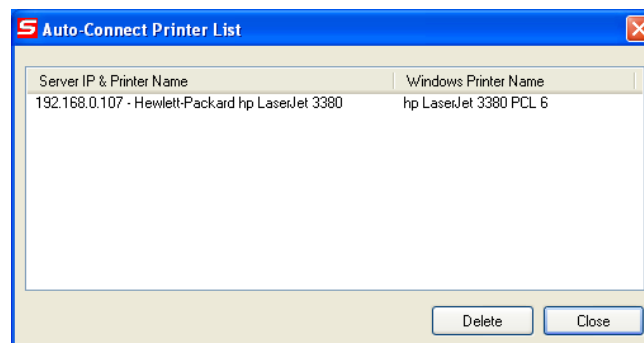 S Auto-Connect Printer List
Server IP & Printer Name Windows Printer Name
192.168.0.107 - Hewlett-Packard hp LaserJet 3380 hp LaserJet 3380 PCL 6
Delete Close